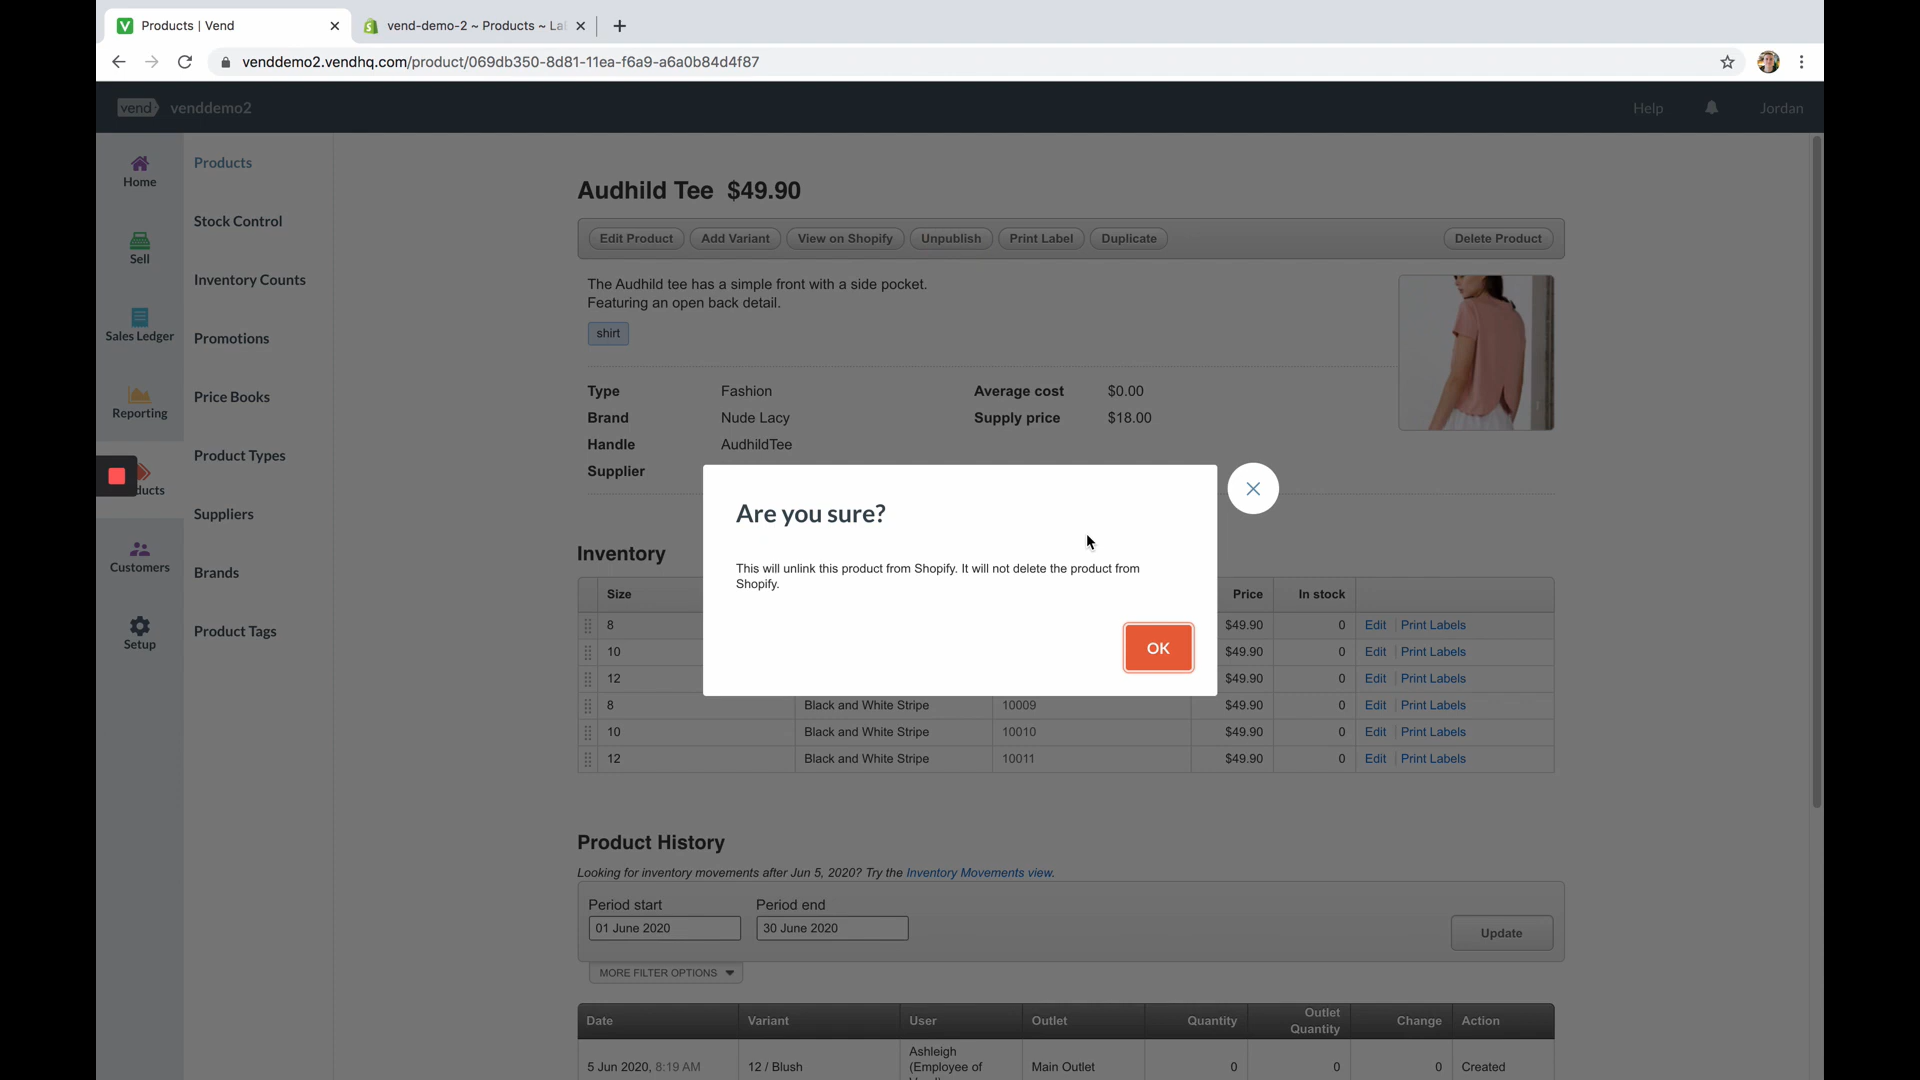 Products | Vend
vend-demo-2 ~ Products ~ La
venddemo2.vendhq.com/product/069db350-8d81-11ea-f6a9-a6a0b84d4f87
vend venddemo2
Help Jordan
Home
Sell
Sales Ledger
Reporting
ducts
Customers
Setup
Products
Stock Control
Inventory Counts
Promotions
Price Books
Product Types
Suppliers
Brands
Product Tags
Audhild Tee $49.90
Edit Product Add Variant View on Shopify Unpublish Print Label Duplicate Delete Product
The Audhild tee has a simple front with a side pocket.
Featuring an open back detail.
shirt
Type Fashion Average cost $0.00
Brand Nude Lacy Supply price $18.00
Handle AudhildTee
Supplier
Are you sure?
This will unlink this product from Shopify. It will not delete the product from
Shopify.
OK
Inventory
Size Price In stock
8 $49.90 0 Edit Print Labels
10 $49.90 0 Edit Print Labels
12 $49.90 0 Edit Print Labels
8 Black and White Stripe 10009 $49.90 0 Edit Print Labels
10 Black and White Stripe 10010 $49.90 0 Edit Print Labels
12 Black and White Stripe 10011 $49.90 0 Edit Print Labels
Product History
Looking for inventory movements after Jun 5, 2020? Try the Inventory Movements view.
Period start Period end
01 June 2020 30 June 2020
Update
MORE FILTER OPTIONS
Date Variant User Outlet Quantity Outlet Quantity Change Action
5 Jun 2020, 8:19 AM 12 / Blush Ashleigh (Employee of Main Outlet 0 0 0 Created